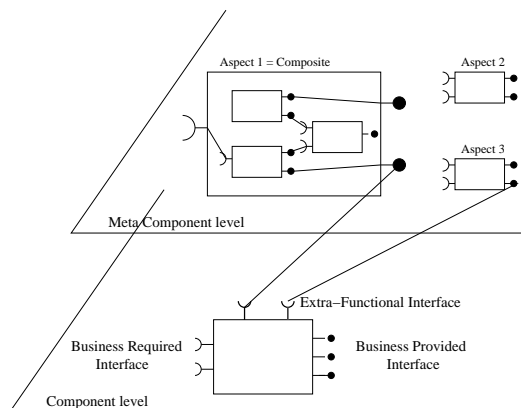 Aspect 1 = Composite
Aspect 2
Aspect 3
Meta Component level
Extra−Functional Interface
Business Required
Interface
Business Provided
Interface
Component level